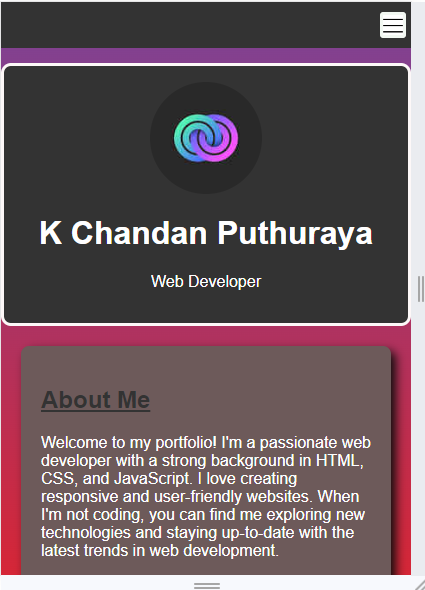 K Chandan Puthuraya
Web Developer
About Me
Welcome to my portfolio! I'm a passionate web
developer with a strong background in HTML,
CSS, and JavaScript. I love creating
responsive and user-friendly websites. When
I'm not coding, you can find me exploring new
technologies and staying up-to-date with the
latest trends in web development.